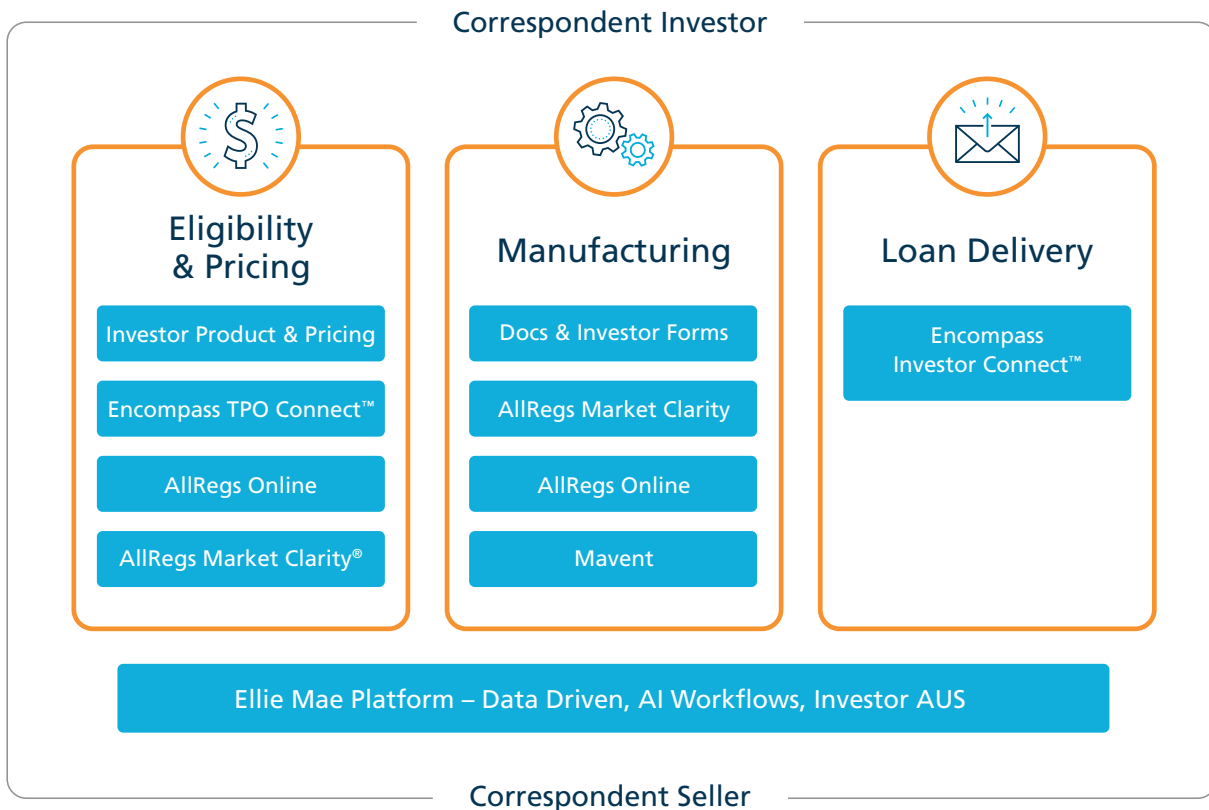 Correspondent Investor
Eligibility
& Pricing
Investor Product & Pricing
Encompass TPO Connect™
AllRegs Online
AllRegs Market Clarity®
Manufacturing
Docs & Investor Forms
AllRegs Market Clarity
AllRegs Online
Mavent
Loan Delivery
Encompass
Investor Connect™
Ellie Mae Platform – Data Driven, AI Workflows, Investor AUS
Correspondent Seller